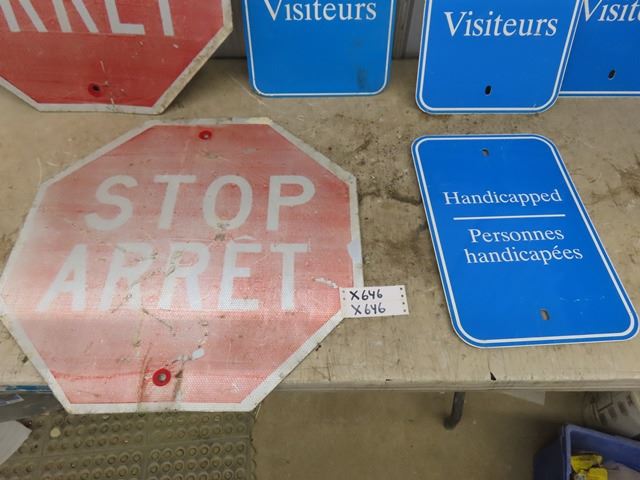 Visiteurs
Visiteurs
STOP
ARRÊT
Handicapped
Personnes
handicapées
X646
X646